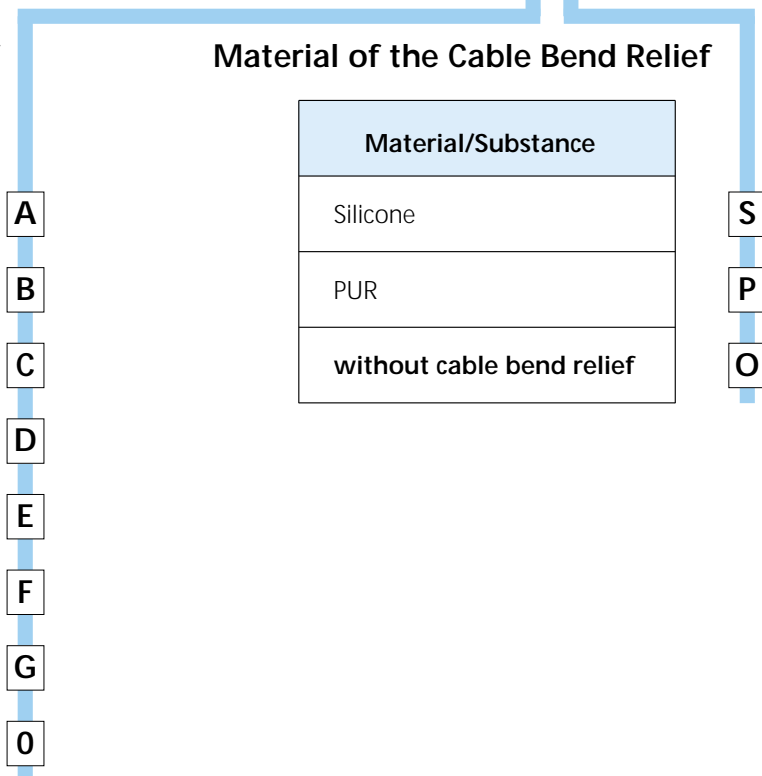 Material of the Cable Bend Relief
Material/Substance
A Silicone S
B PUR P
C without cable bend relief O
D
E
F
G
0